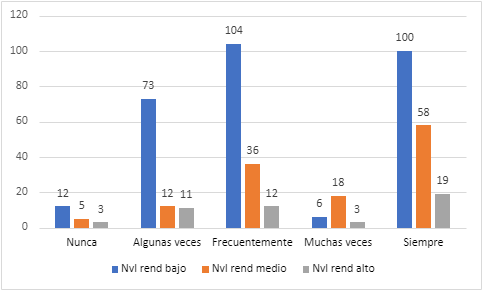 120
100
80
60
40
20
0
12 5 3
73 12 11
104 36 12
6 18 3
100 58 19
Nunca Algunas veces Frecuentemente Muchas veces Siempre
Nvl rend bajo Nvl rend medio Nvl rend alto